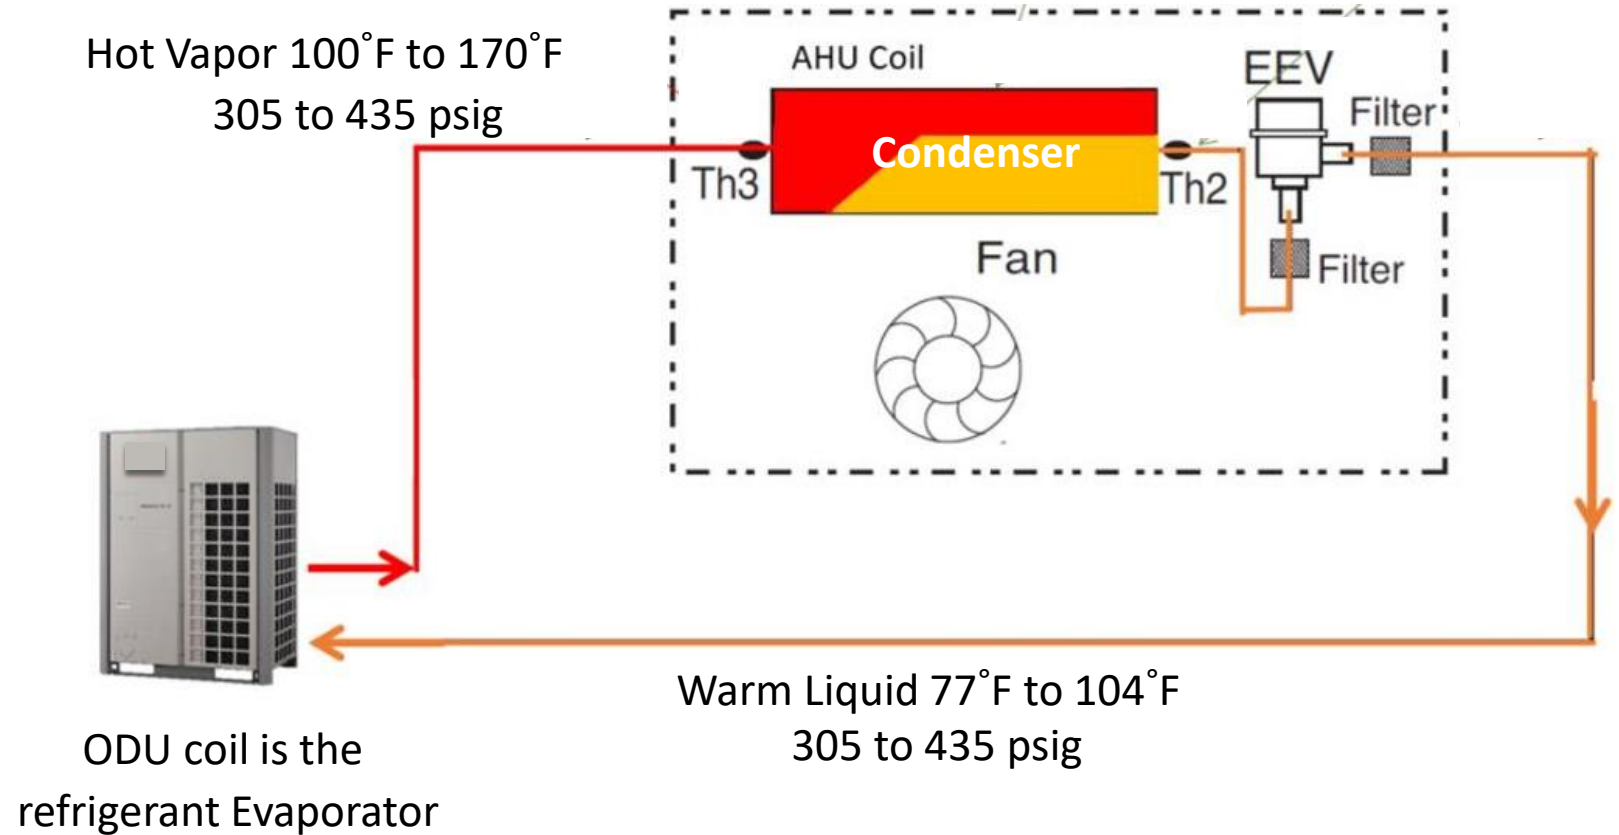 Hot Vapor 100˚F to 170˚F
305 to 435 psig
AHU Coil
EEV
Filter
Condenser
Th3
Th2
Fan
Filter
Warm Liquid 77˚F to 104˚F
305 to 435 psig
ODU coil is the
refrigerant Evaporator